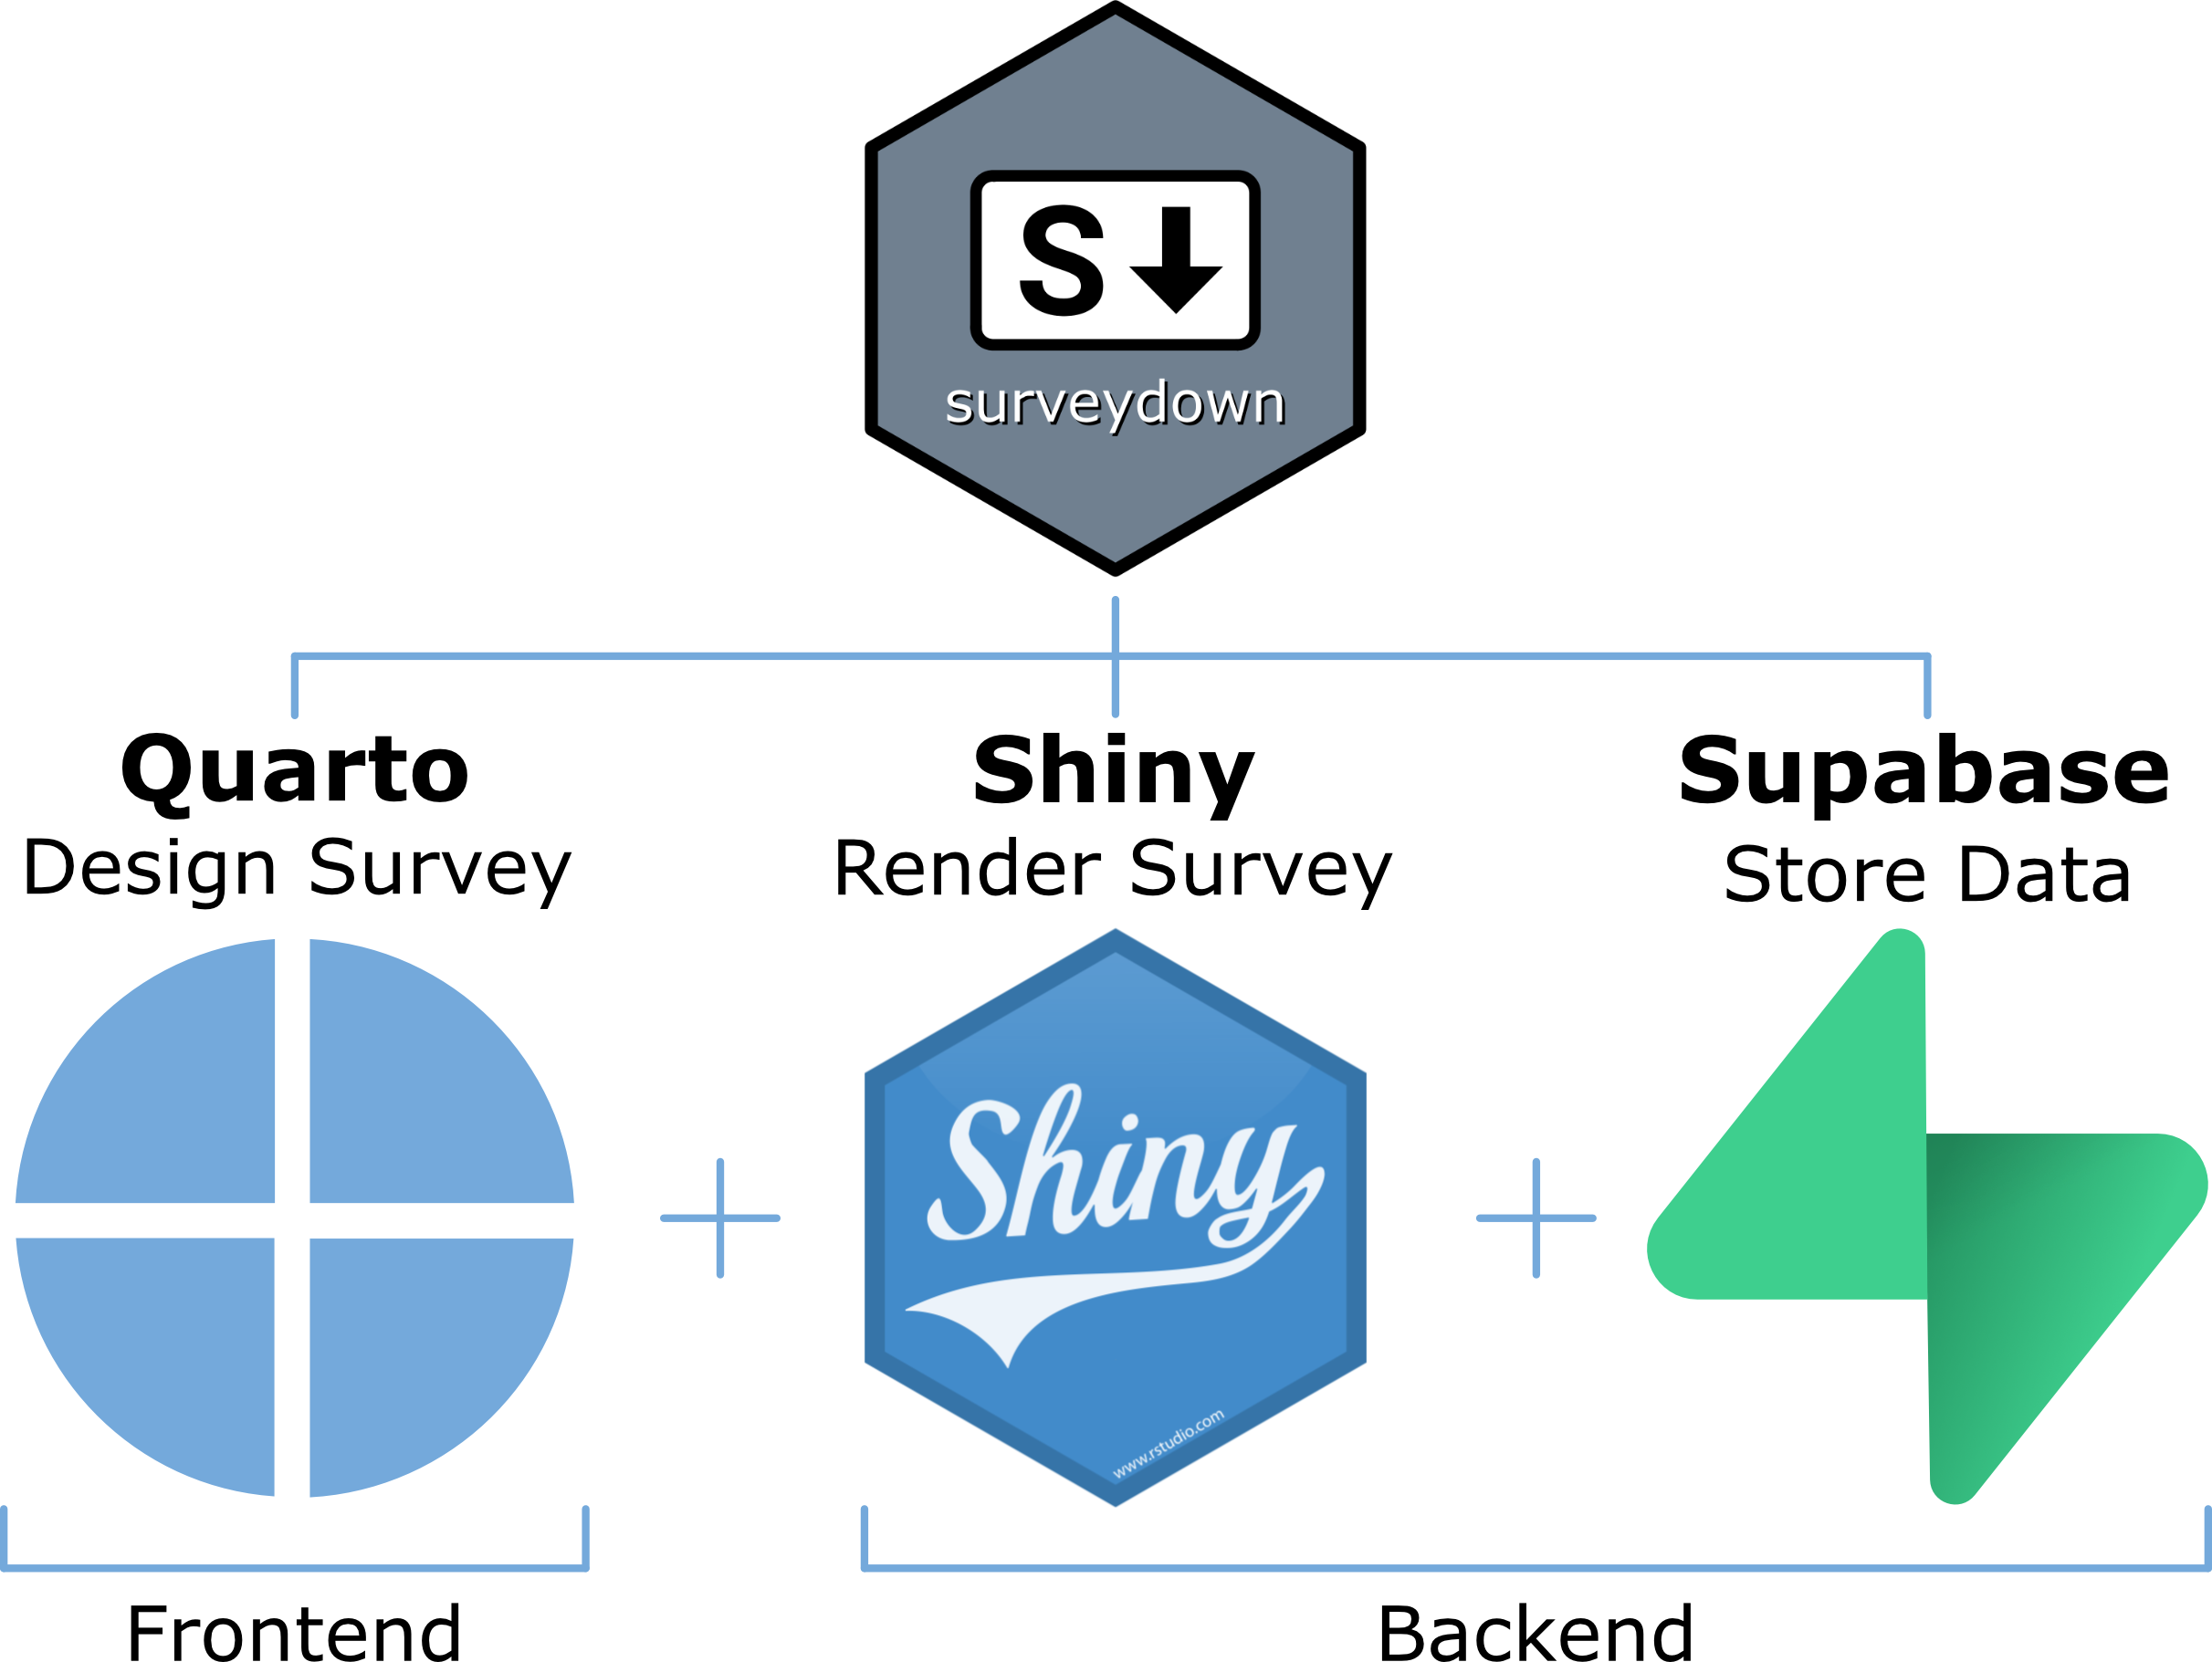 S
surveydown
Quarto
Design Survey
Shiny
Render Survey
Supabase
Store Data
Shiny
www.rstudio.com
Frontend
Backend